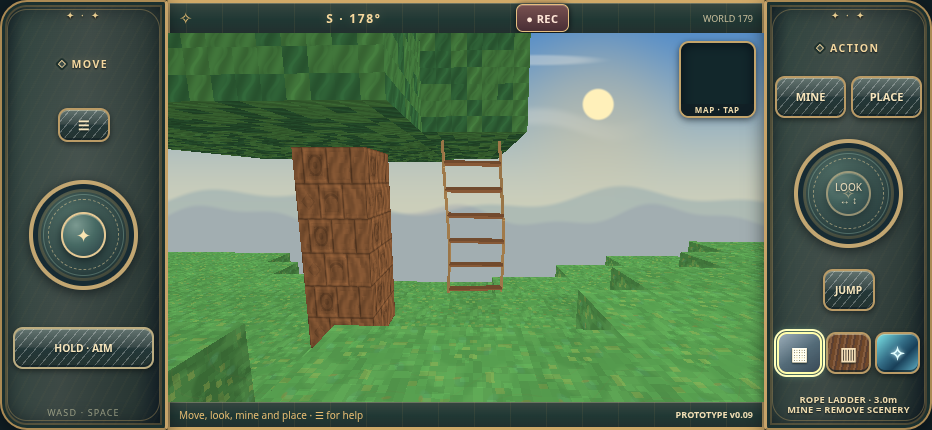 MOVE
HOLD · AIM
WASD · SPACE
S · 178°
● REC
WORLD 179
MAP · TAP
Move, look, mine and place · ☰ for help
PROTOTYPE v0.09
ACTION
MINE
PLACE
LOOK
JUMP
ROPE LADDER · 3.0m
MINE = REMOVE SCENERY